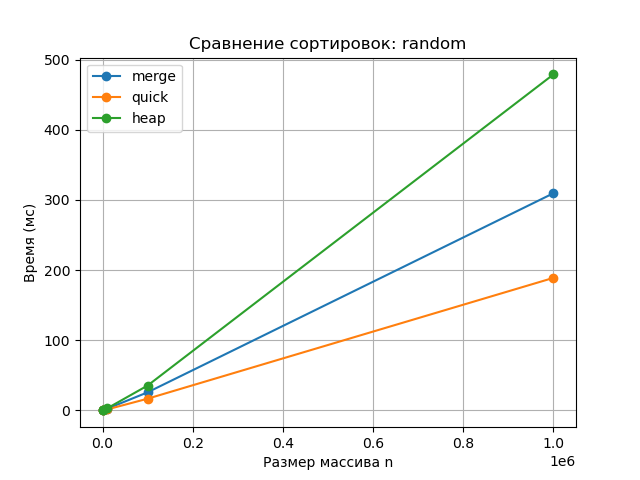 Сравнение сортировок: random
merge
quick
heap
Время (мс)
500
400
300
200
100
0
0.0 0.2 0.4 0.6 0.8 1.0
1e6
Размер массива n